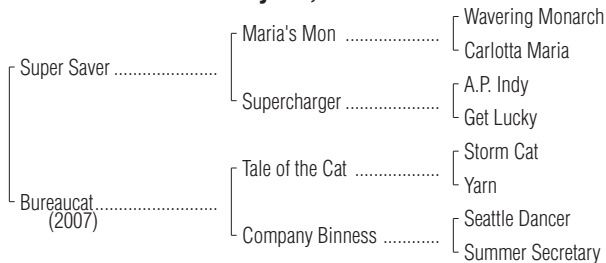 Wavering Monarch
Maria's Mon ..................
Carlotta Maria
Super Saver .....................
A.P. Indy
Supercharger ..................
Get Lucky
Storm Cat
Tale of the Cat ................
Yarn
Bureaucat........................
(2007)
Seattle Dancer
Company Binness ...........
Summer Secretary